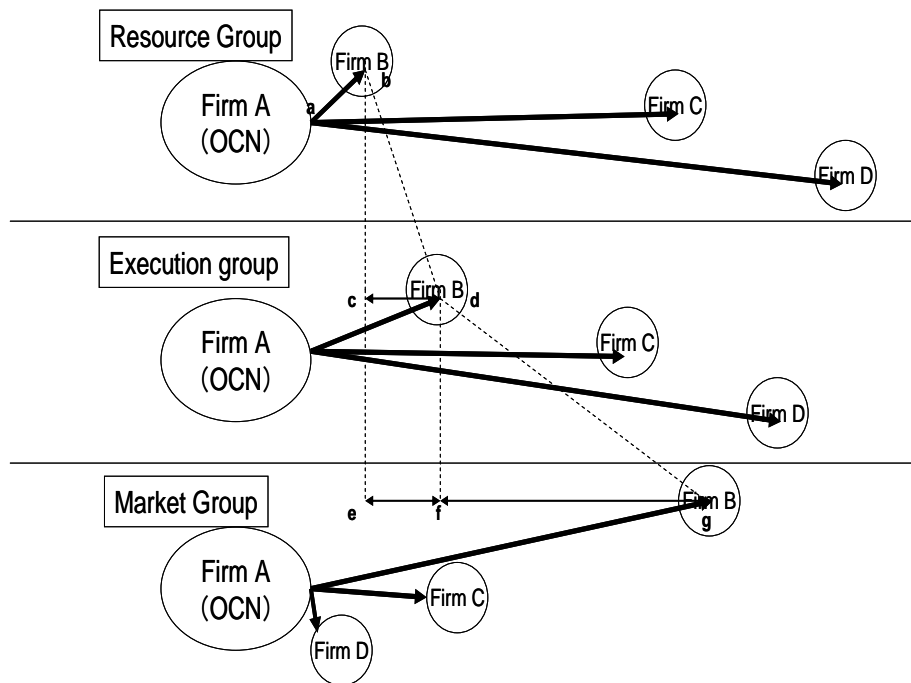 Resource Group
Firm B
b
a
Firm A
(OCN)
Firm C
Firm D
Execution group
Firm B
c
d
Firm A
(OCN)
Firm C
Firm D
Market Group
Firm B
e
f
g
Firm A
(OCN)
Firm C
Firm D